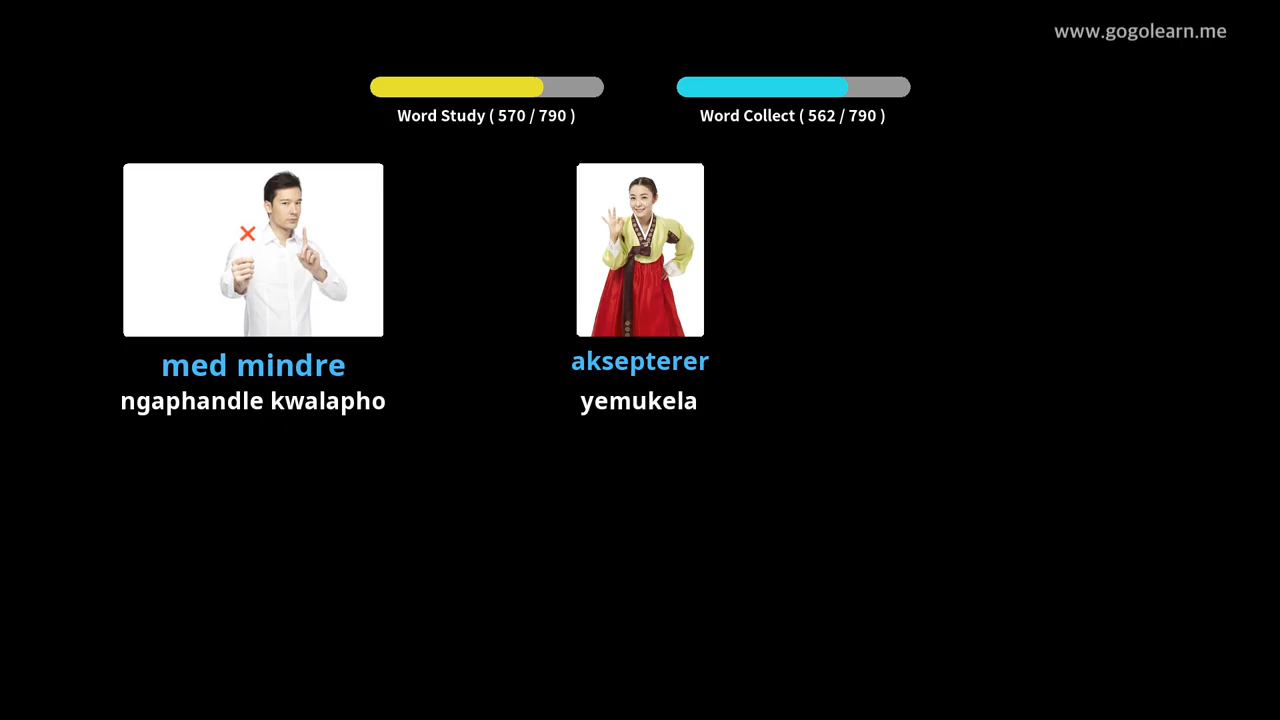 www.gogolearn.me
Word Study ( 570 / 790 )
Word Collect ( 562 / 790 )
med mindre
ngaphandle kwalapho
aksepterer
yemukela